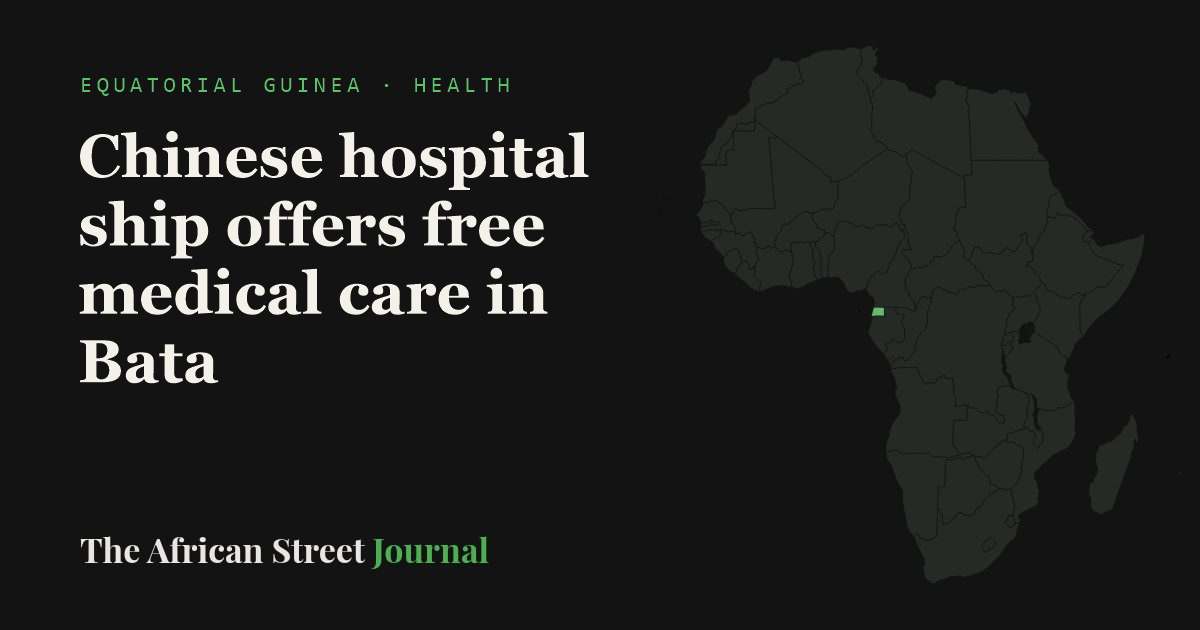 EQUATORIAL GUINEA · HEALTH
Chinese hospital
ship offers free
medical care in
Bata
The African Street Journal